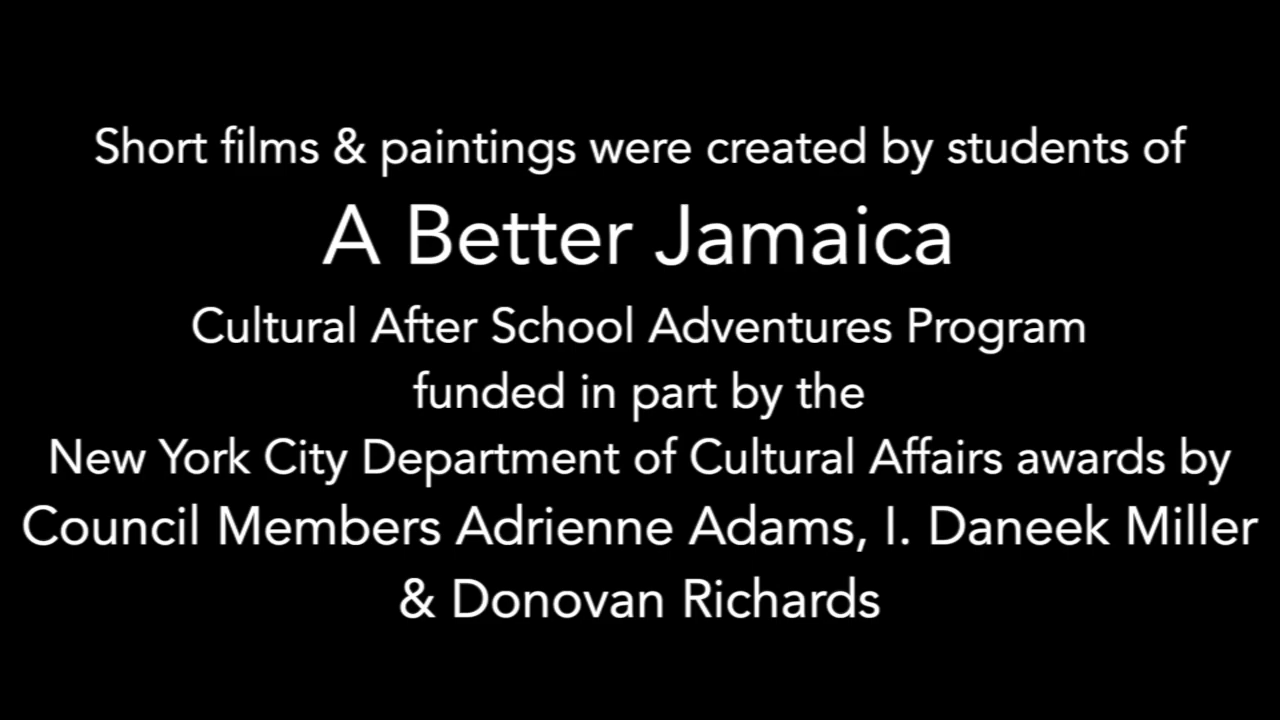 Short films & paintings were created by students of
A Better Jamaica
Cultural After School Adventures Program
funded in part by the
New York City Department of Cultural Affairs awards by
Council Members Adrienne Adams, I. Daneek Miller
& Donovan Richards